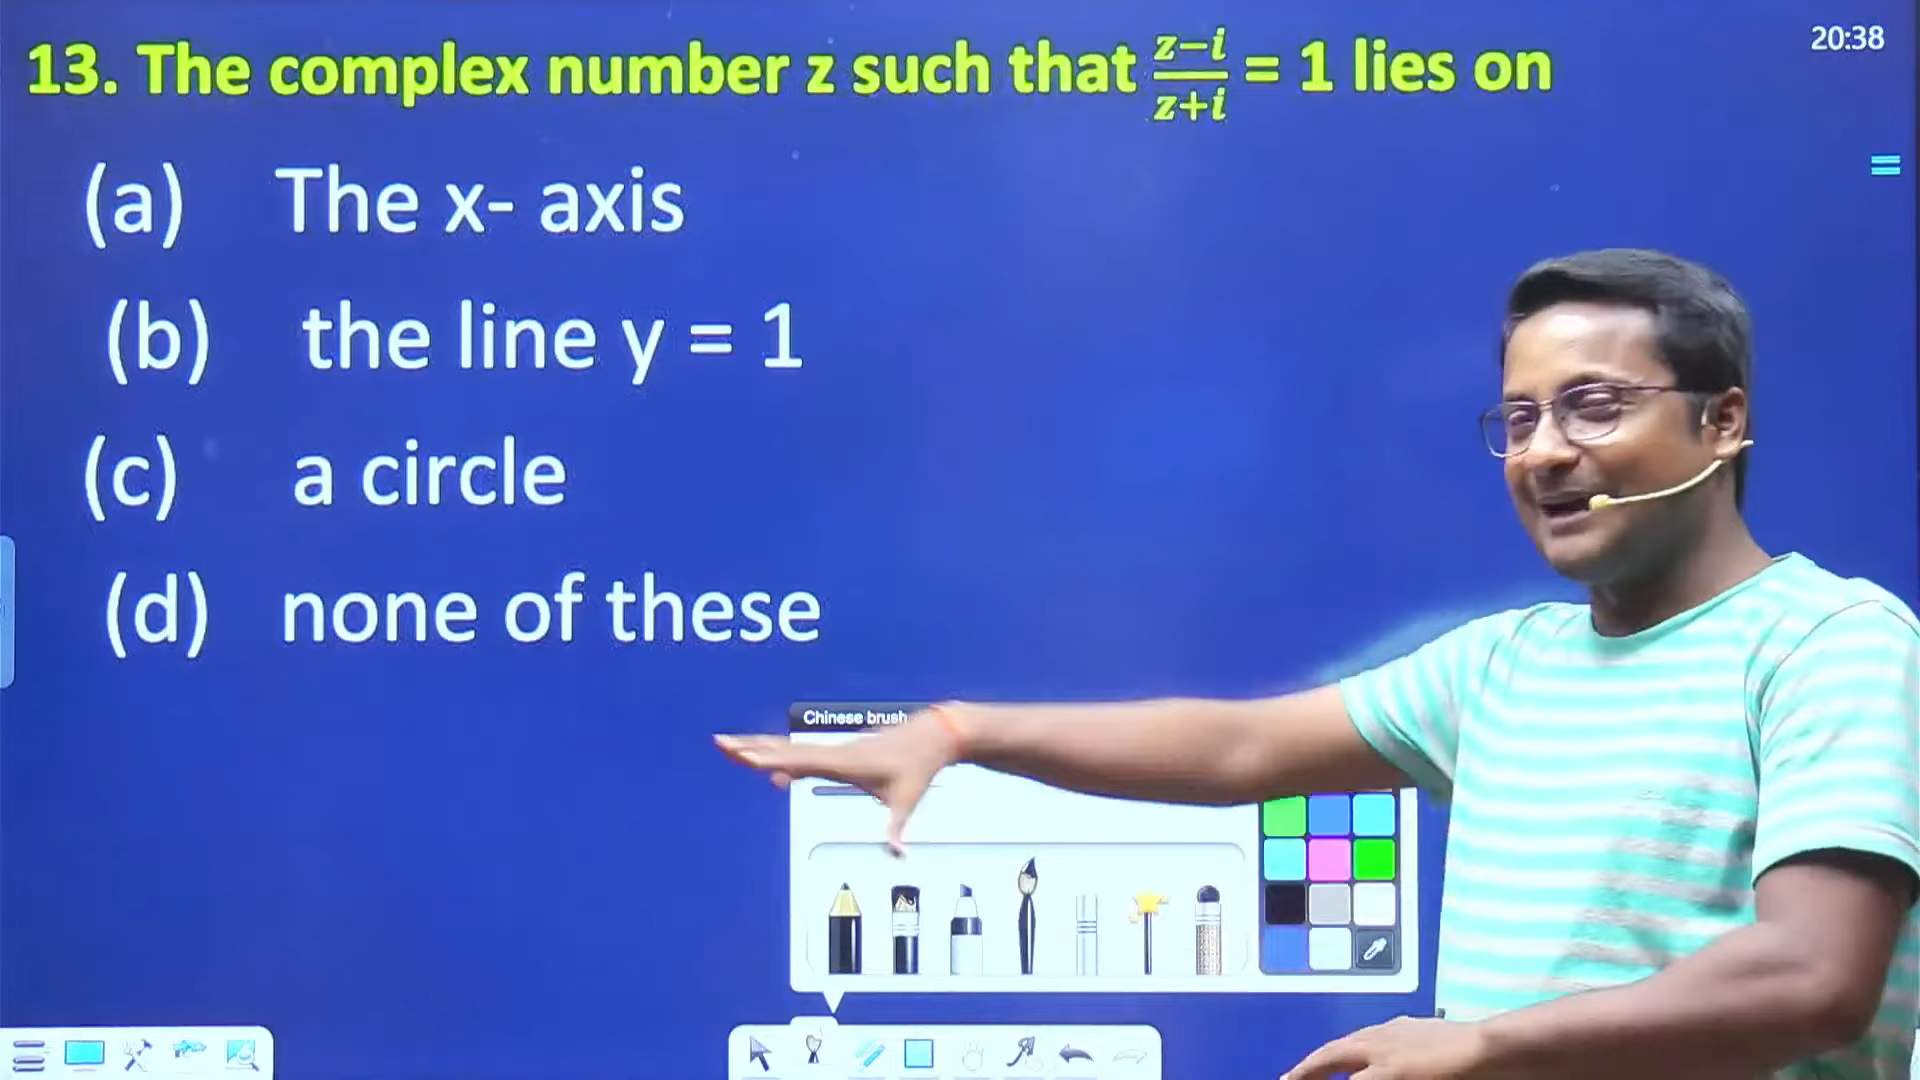 13. The complex number z such that \frac{z-i}{z+i} = 1 lies on
20:38
(a) The x- axis
(b) the line y = 1
(c) a circle
(d) none of these
Chinese brush